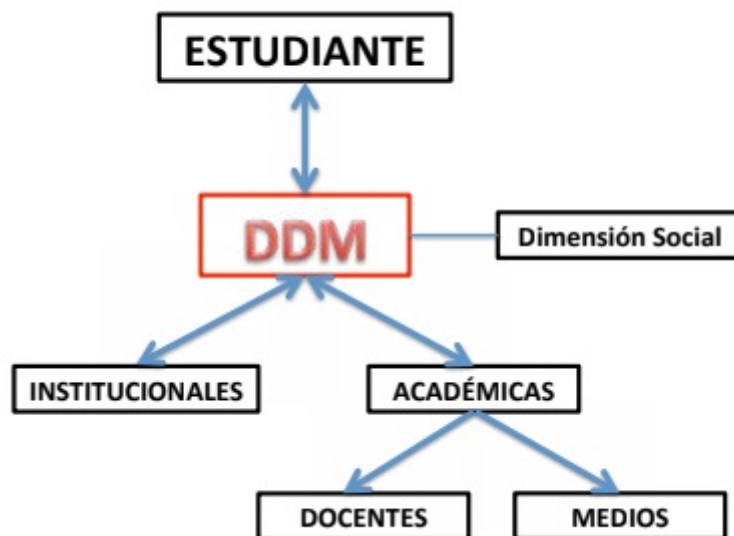 ESTUDIANTE
DDM
Dimensión Social
INSTITUCIONALES
ACADÉMICAS
DOCENTES
MEDIOS